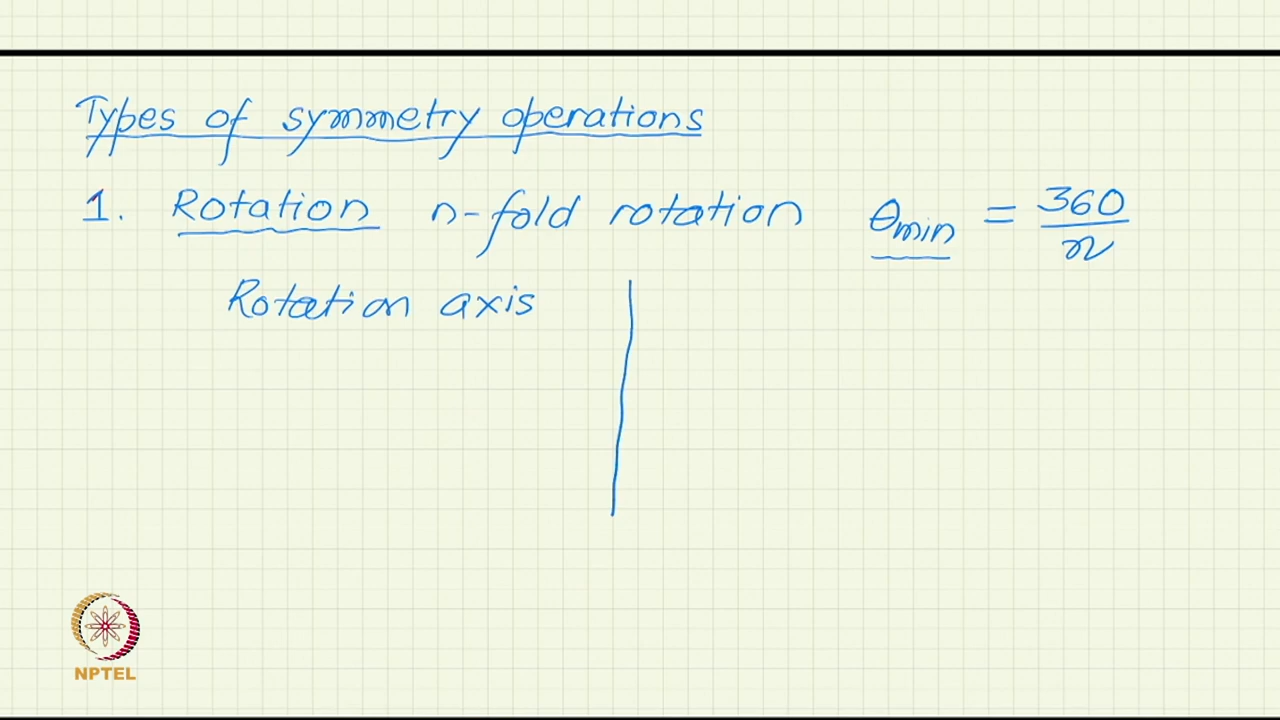 Types of symmetry operations
1. Rotation n-fold rotation θmin = 360/n
Rotation axis
NPTEL